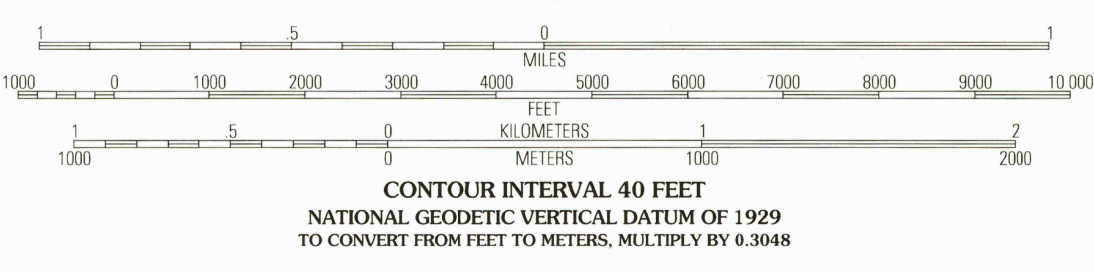 1 .5 0 1
MILES
1000 0 1000 2000 3000 4000 5000 6000 7000 8000 9000 10 000
FEET
1 .5 0 KILOMETERS 1 2
1000 0 METERS 1000 2000
CONTOUR INTERVAL 40 FEET
NATIONAL GEODETIC VERTICAL DATUM OF 1929
TO CONVERT FROM FEET TO METERS, MULTIPLY BY 0.3048